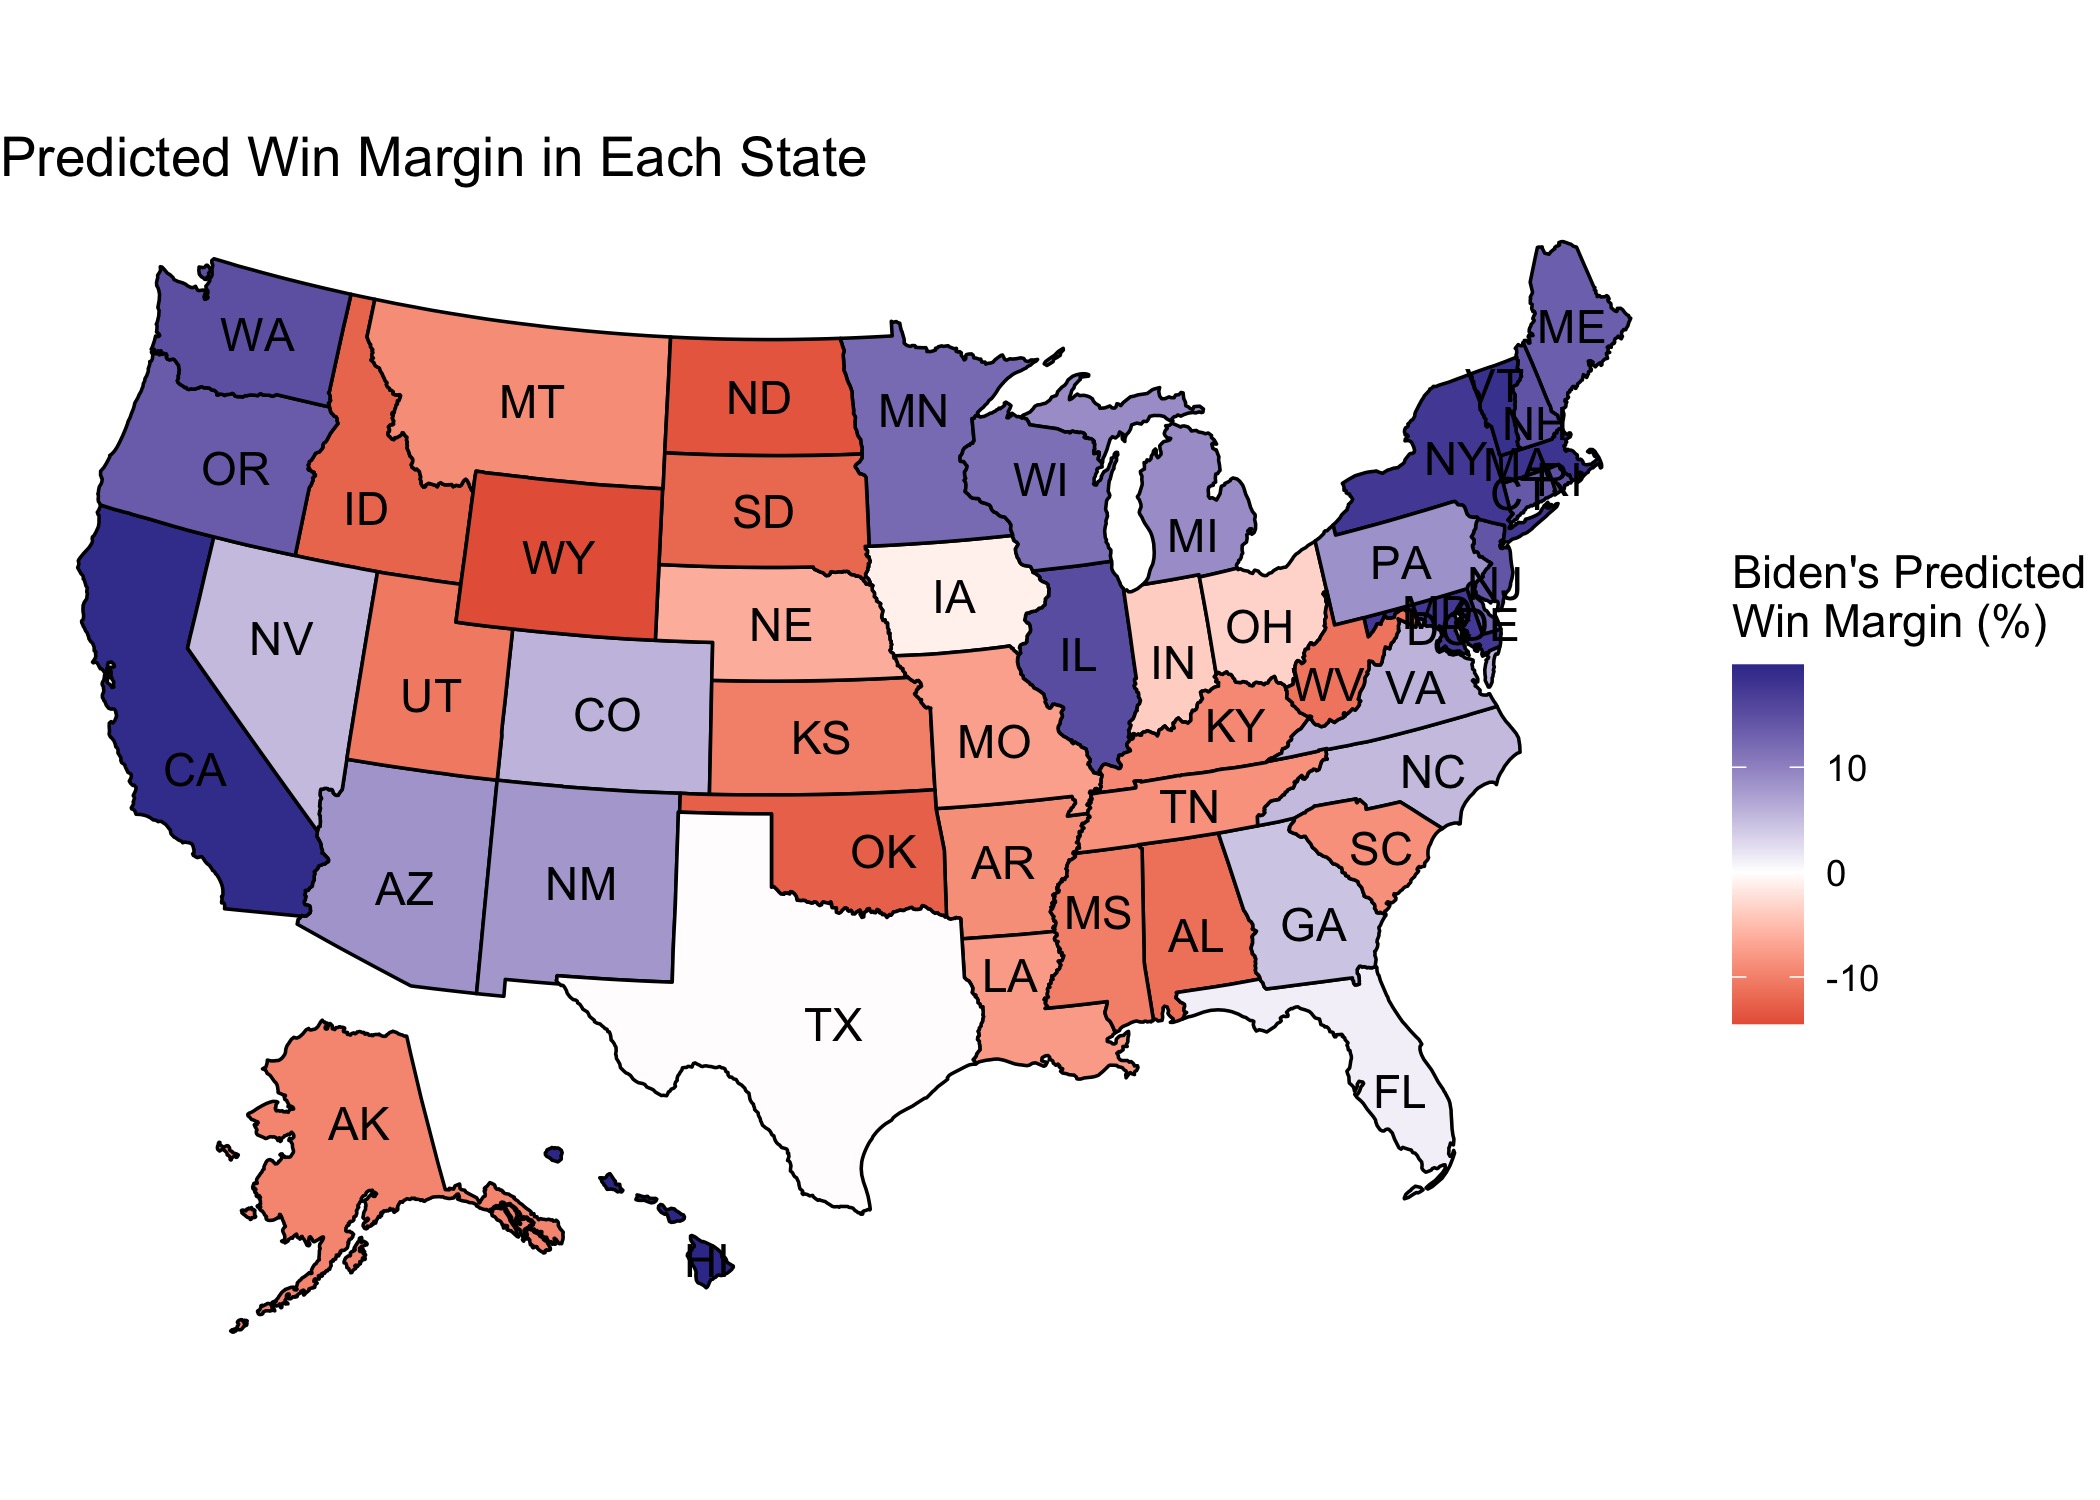 Predicted Win Margin in Each State
WA
ME
MT
ND
VT
MN
NH
OR
NY
MA
RI
WI
CT
ID
SD
MI
WY
PA
NJ
IA
MD
NE
OH
DE
DC
NV
IL
IN
UT
WV
VA
CO
KY
KS
MO
CA
NC
TN
OK
SC
AR
AZ
NM
MS
GA
AL
LA
TX
FL
AK
HI
Biden's Predicted
Win Margin (%)
10
0
-10